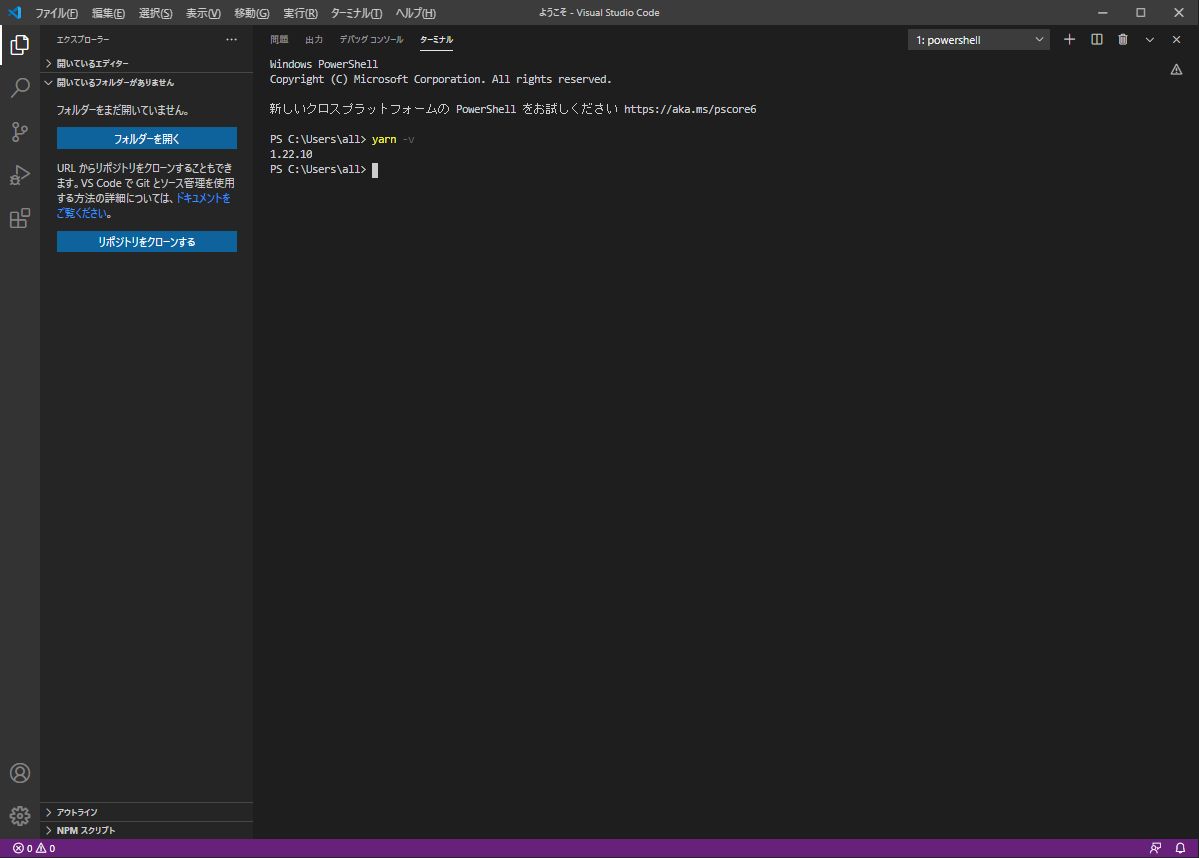 ファイル(F) 編集(E) 選択(S) 表示(V) 移動(G) 実行(R) ターミナル(T) ヘルプ(H) ようこそ - Visual Studio Code
エクスプローラー
開いているエディター
開いているフォルダーがありません
フォルダーをまだ開いていません。
フォルダーを開く
URL からリポジトリをクローンすることもでき
ます。VS Code で Git とソース管理を使用
する方法の詳細については、ドキュメントを
ご覧ください。
リポジトリをクローンする
アウトライン
NPM スクリプト
問題 出力 デバッグ コンソール ターミナル 1: powershell
Windows PowerShell
Copyright (C) Microsoft Corporation. All rights reserved.
新しいクロスプラットフォームの PowerShell をお試しください https://aka.ms/pscore6
PS C:\Users\all> yarn -v
1.22.10
PS C:\Users\all>
0 0